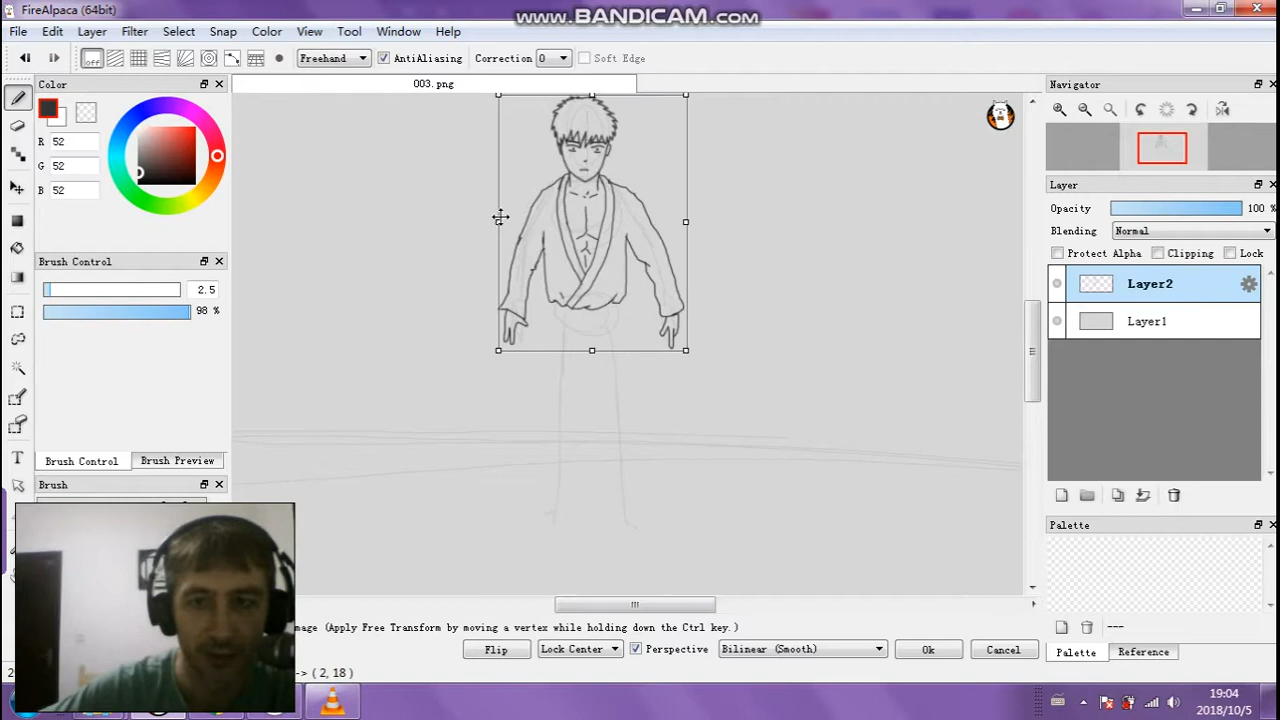 FireAlpaca (64bit)
www.BANDICAM.com
File Edit Layer Filter Select Snap Color View Tool Window Help
off Freehand AntiAliasing Correction 0 Soft Edge
Color
003.png
Navigator
R 52
G 52
B 52
Layer
Opacity 100 %
Blending Normal
Protect Alpha Clipping Lock
Brush Control
2.5
98 %
Layer2
Layer1
Brush Control Brush Preview
Brush
Palette
---
Palette Reference
image (Apply Free Transform by moving a vertex while holding down the Ctrl key.)
Flip Lock Center Perspective Bilinear (Smooth) Ok Cancel
-> ( 2, 18 )
19:04
2018/10/5